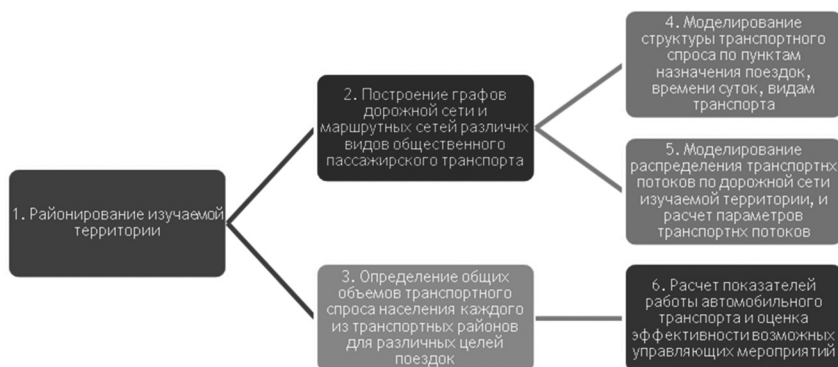 1. Районирование изучаемой
территории
2. Построение графов
дорожной сети и
маршрутных сетей различнх
видов общественного
пассажирского транспорта
3. Определение общих
объемов транспортного
спроса населения каждого
из транспортных районов
для различных целей
поездок
4. Моделирование
структуры транспортного
спроса по пунктам
назначения поездок,
времени суток, видам
транспорта
5. Моделирование
распределения транспортнх
потоков по дорожной сети
изучаемой территории, и
расчет параметров
транспортнх потоков
6. Расчет показателей
работы автомобильного
транспорта и оценка
эффективности возможных
управляющих мероприятий